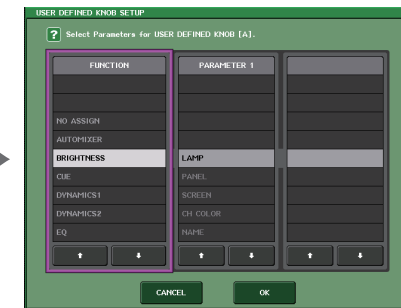 USER DEFINED KNOB SETUP
? Select Parameters for USER DEFINED KNOB [A].
FUNCTION
PARAMETER 1
NO ASSIGN
AUTOMIXER
BRIGHTNESS
LAMP
CUE
PANEL
DYNAMICS1
SCREEN
DYNAMICS2
CH COLOR
EQ
NAME
CANCEL
OK